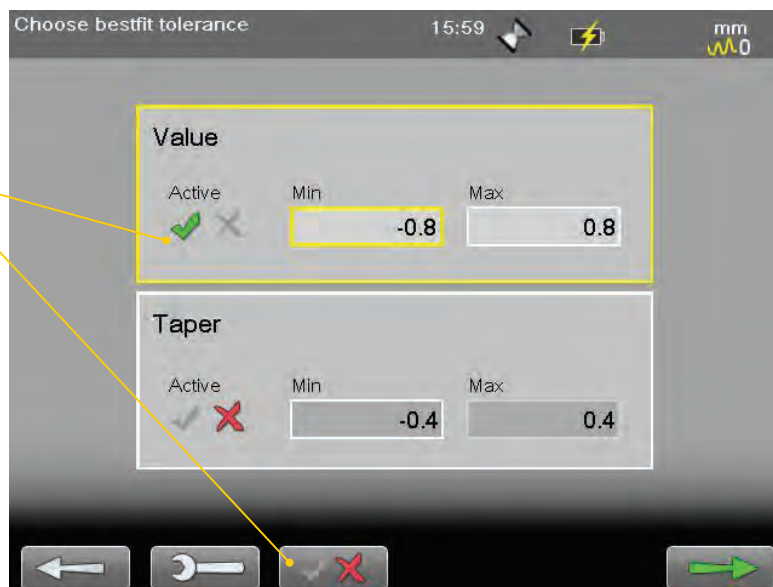 Choose bestfit tolerance 15:59 mm
0
Value
Active Min Max
-0.8 0.8
Taper
Active Min Max
-0.4 0.4